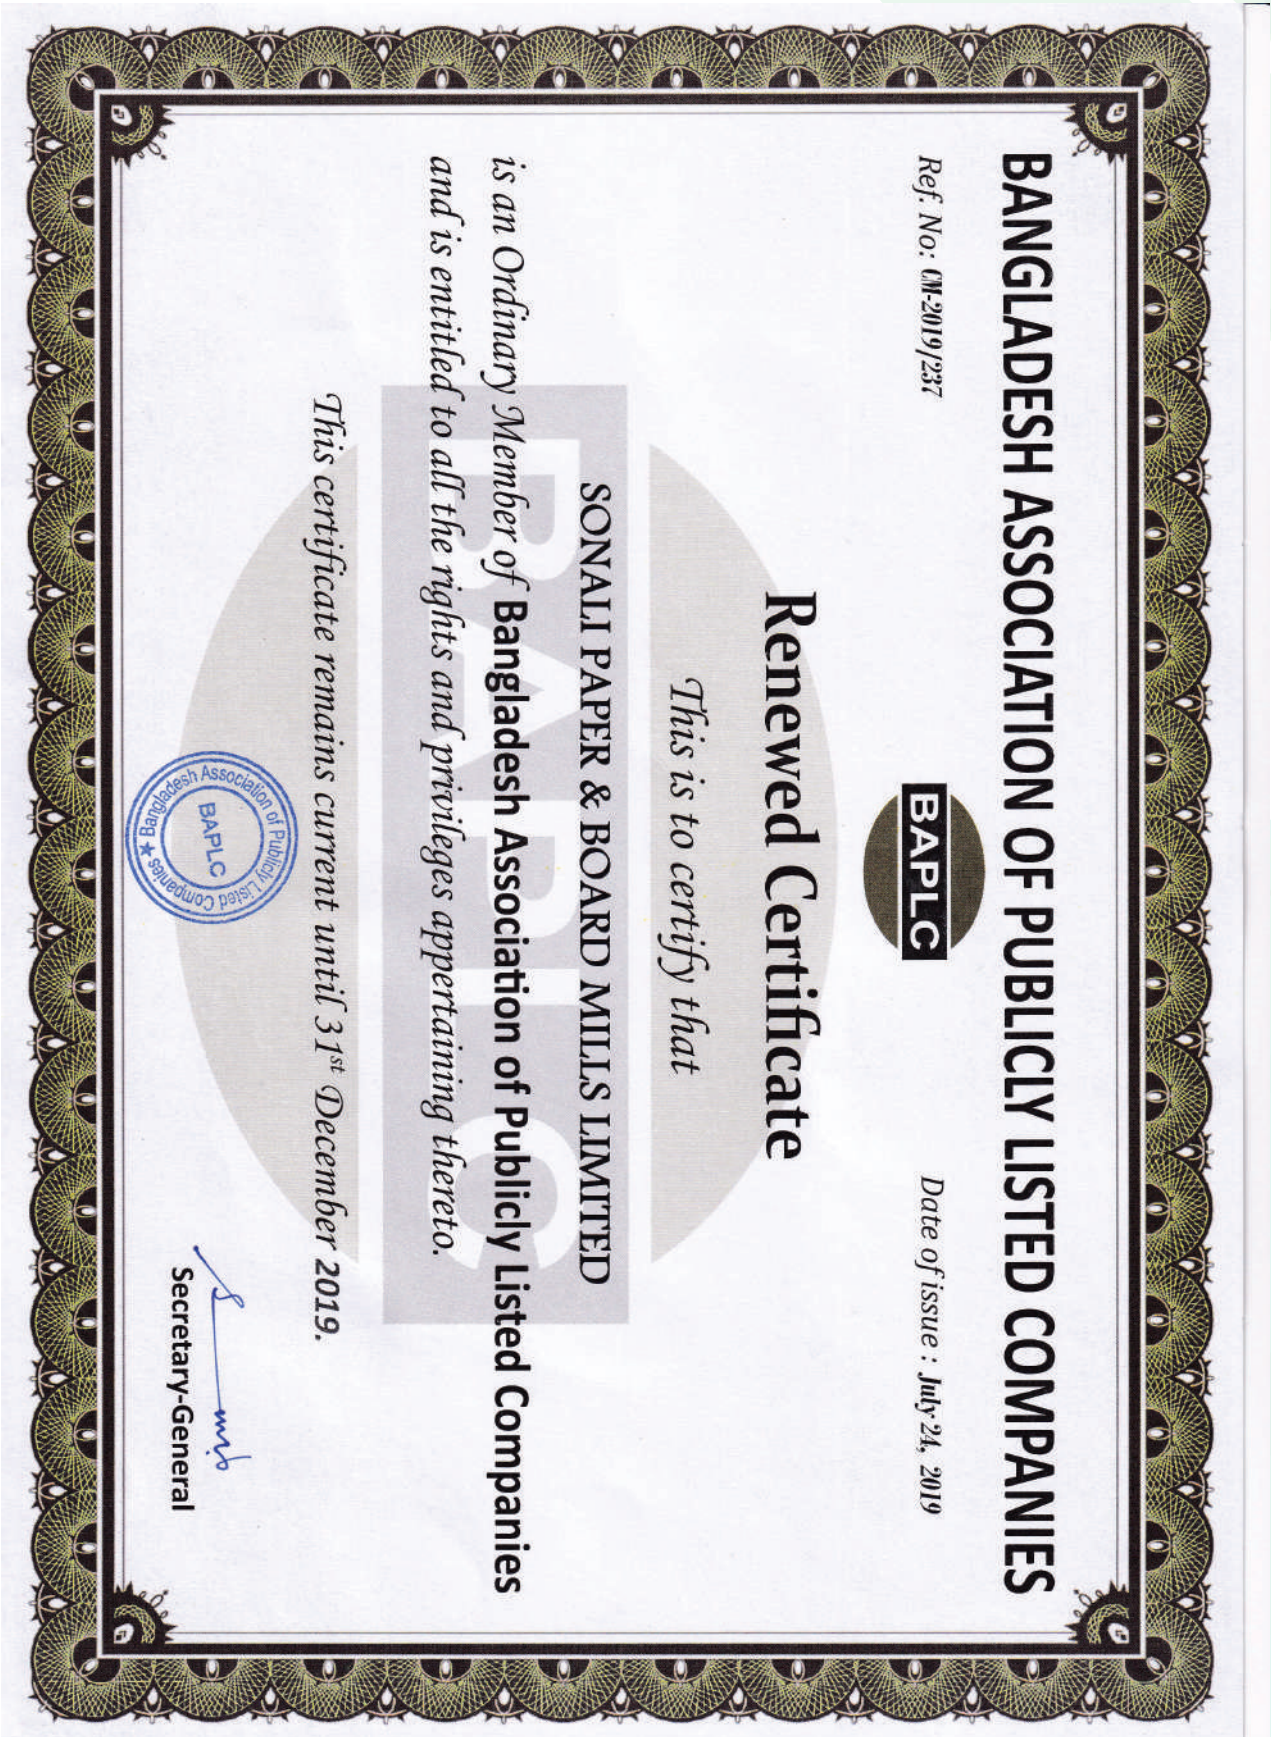 BANGLADESH ASSOCIATION OF PUBLICLY LISTED COMPANIES
BAPLC
Ref. No: CM-2019/237
Date of issue : July 24, 2019
Renewed Certificate
This is to certify that
SONALI PAPER & BOARD MILLS LIMITED
is an Ordinary Member of Bangladesh Association of Publicly Listed Companies
and is entitled to all the rights and privileges appertaining thereto.
This certificate remains current until 31st December 2019.
BAPLC
Bangladesh Association of Publicly Listed Companies ★
BAPLC
Secretary-General